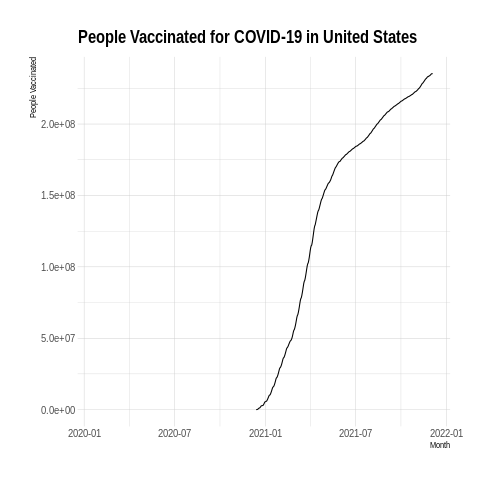 People Vaccinated for COVID-19 in United States
People Vaccinated
2.0e+08
1.5e+08
1.0e+08
5.0e+07
0.0e+00
2020-01 2020-07 2021-01 2021-07 2022-01
Month